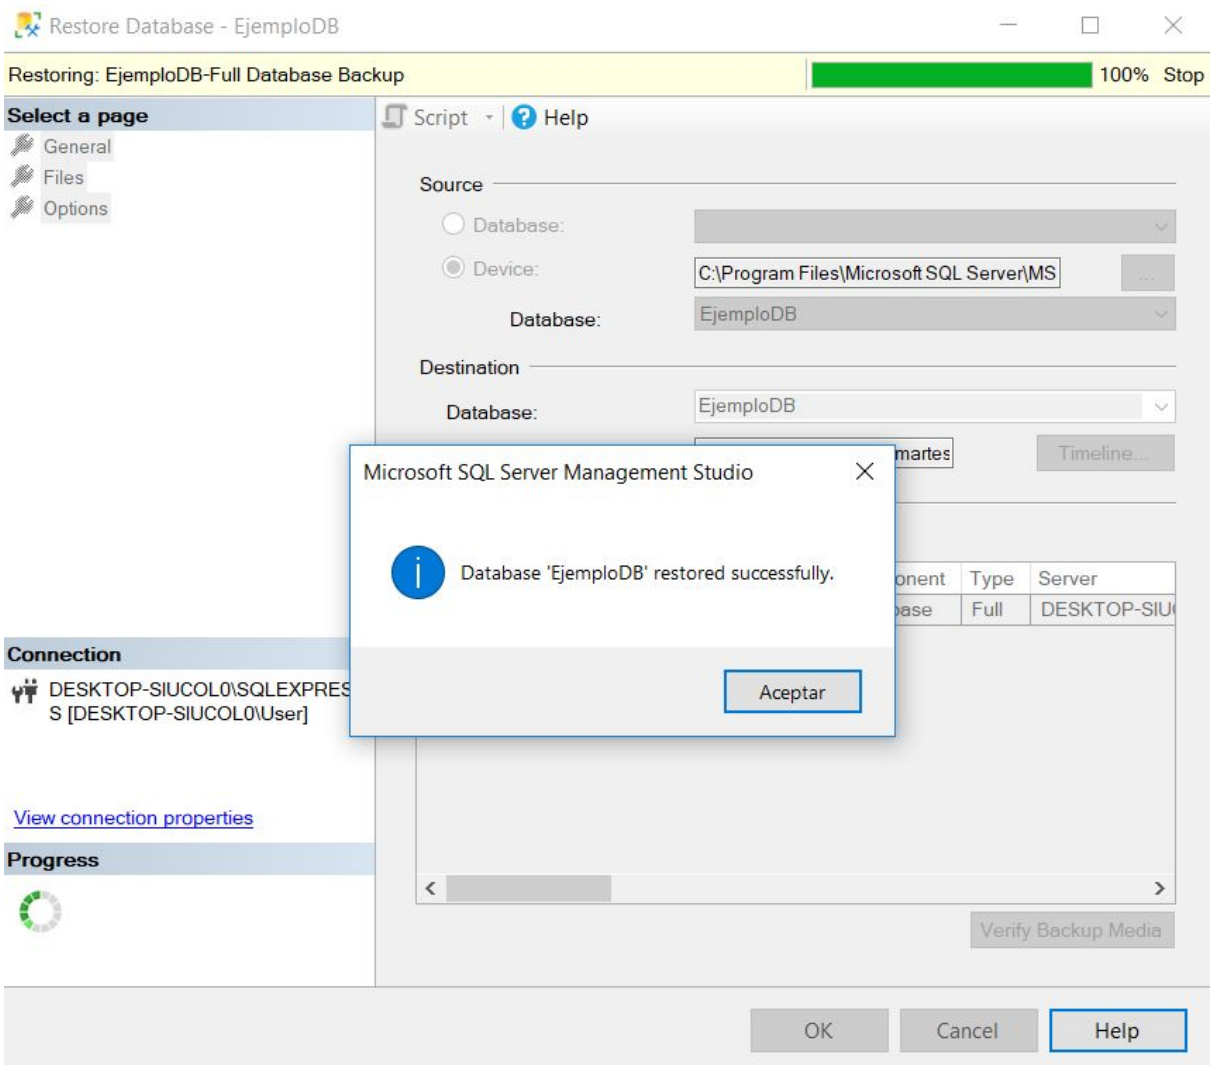 Restore Database - EjemploDB
Restoring: EjemploDB-Full Database Backup
100% Stop
Select a page
General
Files
Options
Script
Help
Source
Database:
Device:
C:\Program Files\Microsoft SQL Server\MS
...
Database:
EjemploDB
Destination
Database:
EjemploDB
martes
Timeline...
Microsoft SQL Server Management Studio
Database 'EjemploDB' restored successfully.
Aceptar
onent Type Server
base Full DESKTOP-SIU
Connection
DESKTOP-SIUCOL0\SQLEXPRES
S [DESKTOP-SIUCOL0\User]
View connection properties
Progress
Verify Backup Media
OK
Cancel
Help